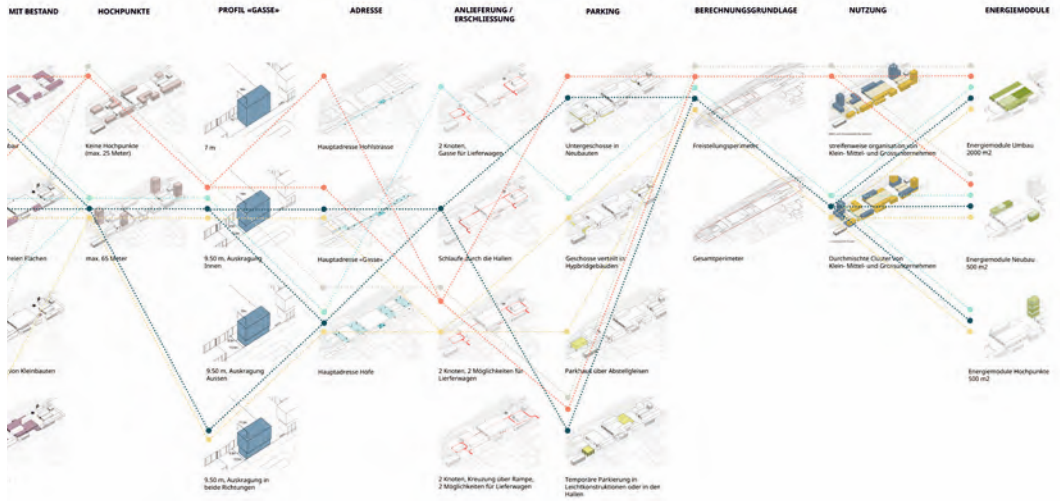 MIT BESTAND
HOCHPUNKTE
PROFIL «GASSE»
ADRESSE
ANLIEFERUNG /
ERSCHLIESSUNG
PARKING
BERECHNUNGSGRUNDLAGE
NUTZUNG
ENERGIEMODULE
Keine Hochpunkte
(max. 25 Meter)
7 m
Hauptadresse Hohlstrasse
2 Knoten,
Gasse für Lieferwagen
Untergeschosse in
Neubauten
Freistellungsperimeter
streifenweise organisation von
Klein- Mittel- und Grossunternehmen
Energiemodule Umbau
2000 m2
freien Flächen
max. 65 Meter
9.50 m, Auskragung
Innen
Hauptadresse «Gasse»
Schlaufe durch die Hallen
Geschosse verteilt in
Hypbridgebäuden
Gesamtperimeter
Durchmischte Cluster von
Klein- Mittel- und Grossunternehmen
Energiemodule Neubau
500 m2
ion Kleinbauten
9.50 m, Auskragung
Aussen
Hauptadresse Höfe
2 Knoten, 2 Möglichkeiten für
Lieferwagen
Parkhaus über Abstellgleisen
Energiemodule Hochpunkte
500 m2
9.50 m, Auskragung in
beide Richtungen
2 Knoten, Kreuzung über Rampe,
2 Möglichkeiten für Lieferwagen
Temporäre Parkierung in
Leichtkonstruktionen oder in den
Hallen